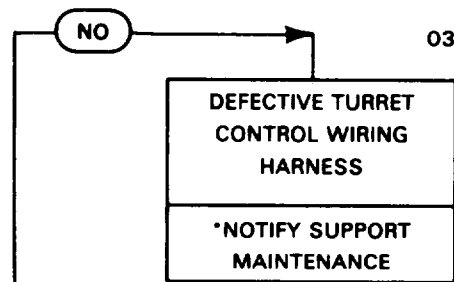 NO
03
DEFECTIVE TURRET
CONTROL WIRING
HARNESS
*NOTIFY SUPPORT
MAINTENANCE